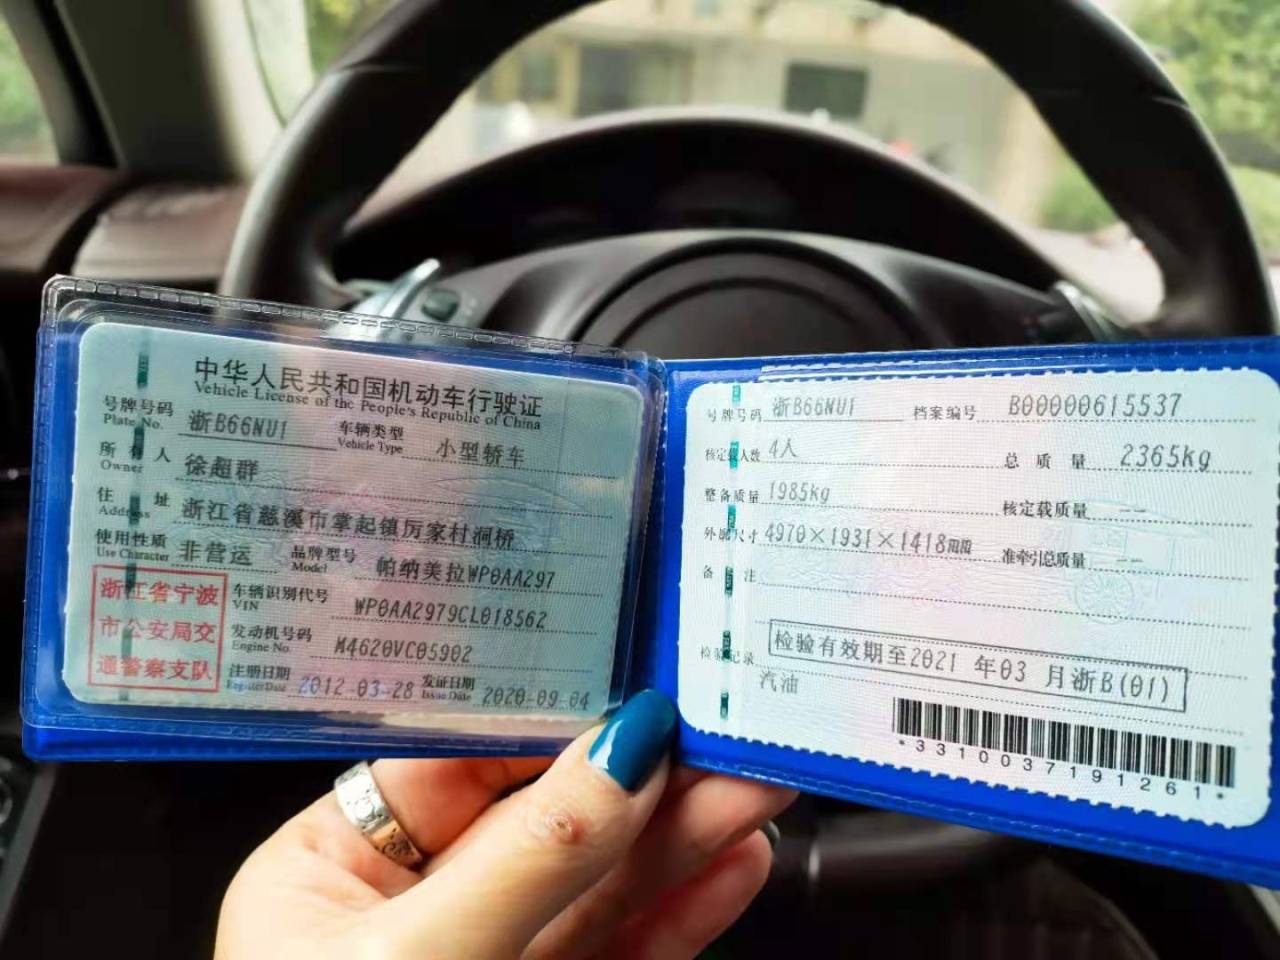 中华人民共和国机动车行驶证
Vehicle License of the People's Republic of China
号牌号码 浙B66NU1 车辆类型 小型轿车
Plate No. Vehicle Type
所有人 徐超群
Owner
住址 浙江省慈溪市掌起镇厉家村洞桥
Address
使用性质 非营运 品牌型号 帕纳美拉WP0AA297
Use Character Model
浙江省宁波
市公安局交
通警察支队
车辆识别代号 WP0AA2979CL018562
VIN
发动机号码 M4620VC05902
Engine No.
注册日期 2012-03-28 发证日期 2020-09-04
Register Date Issue Date
号牌号码 浙B66NU1 档案编号 B00000615537
核定载人数 4人 总质量 2365kg
整备质量 1985kg 核定载质量 --
外廓尺寸 4970×1931×1418mm 准牵引总质量 --
备注
检验记录 检验有效期至2021年03月浙B(01)
汽油
*3310037191261*